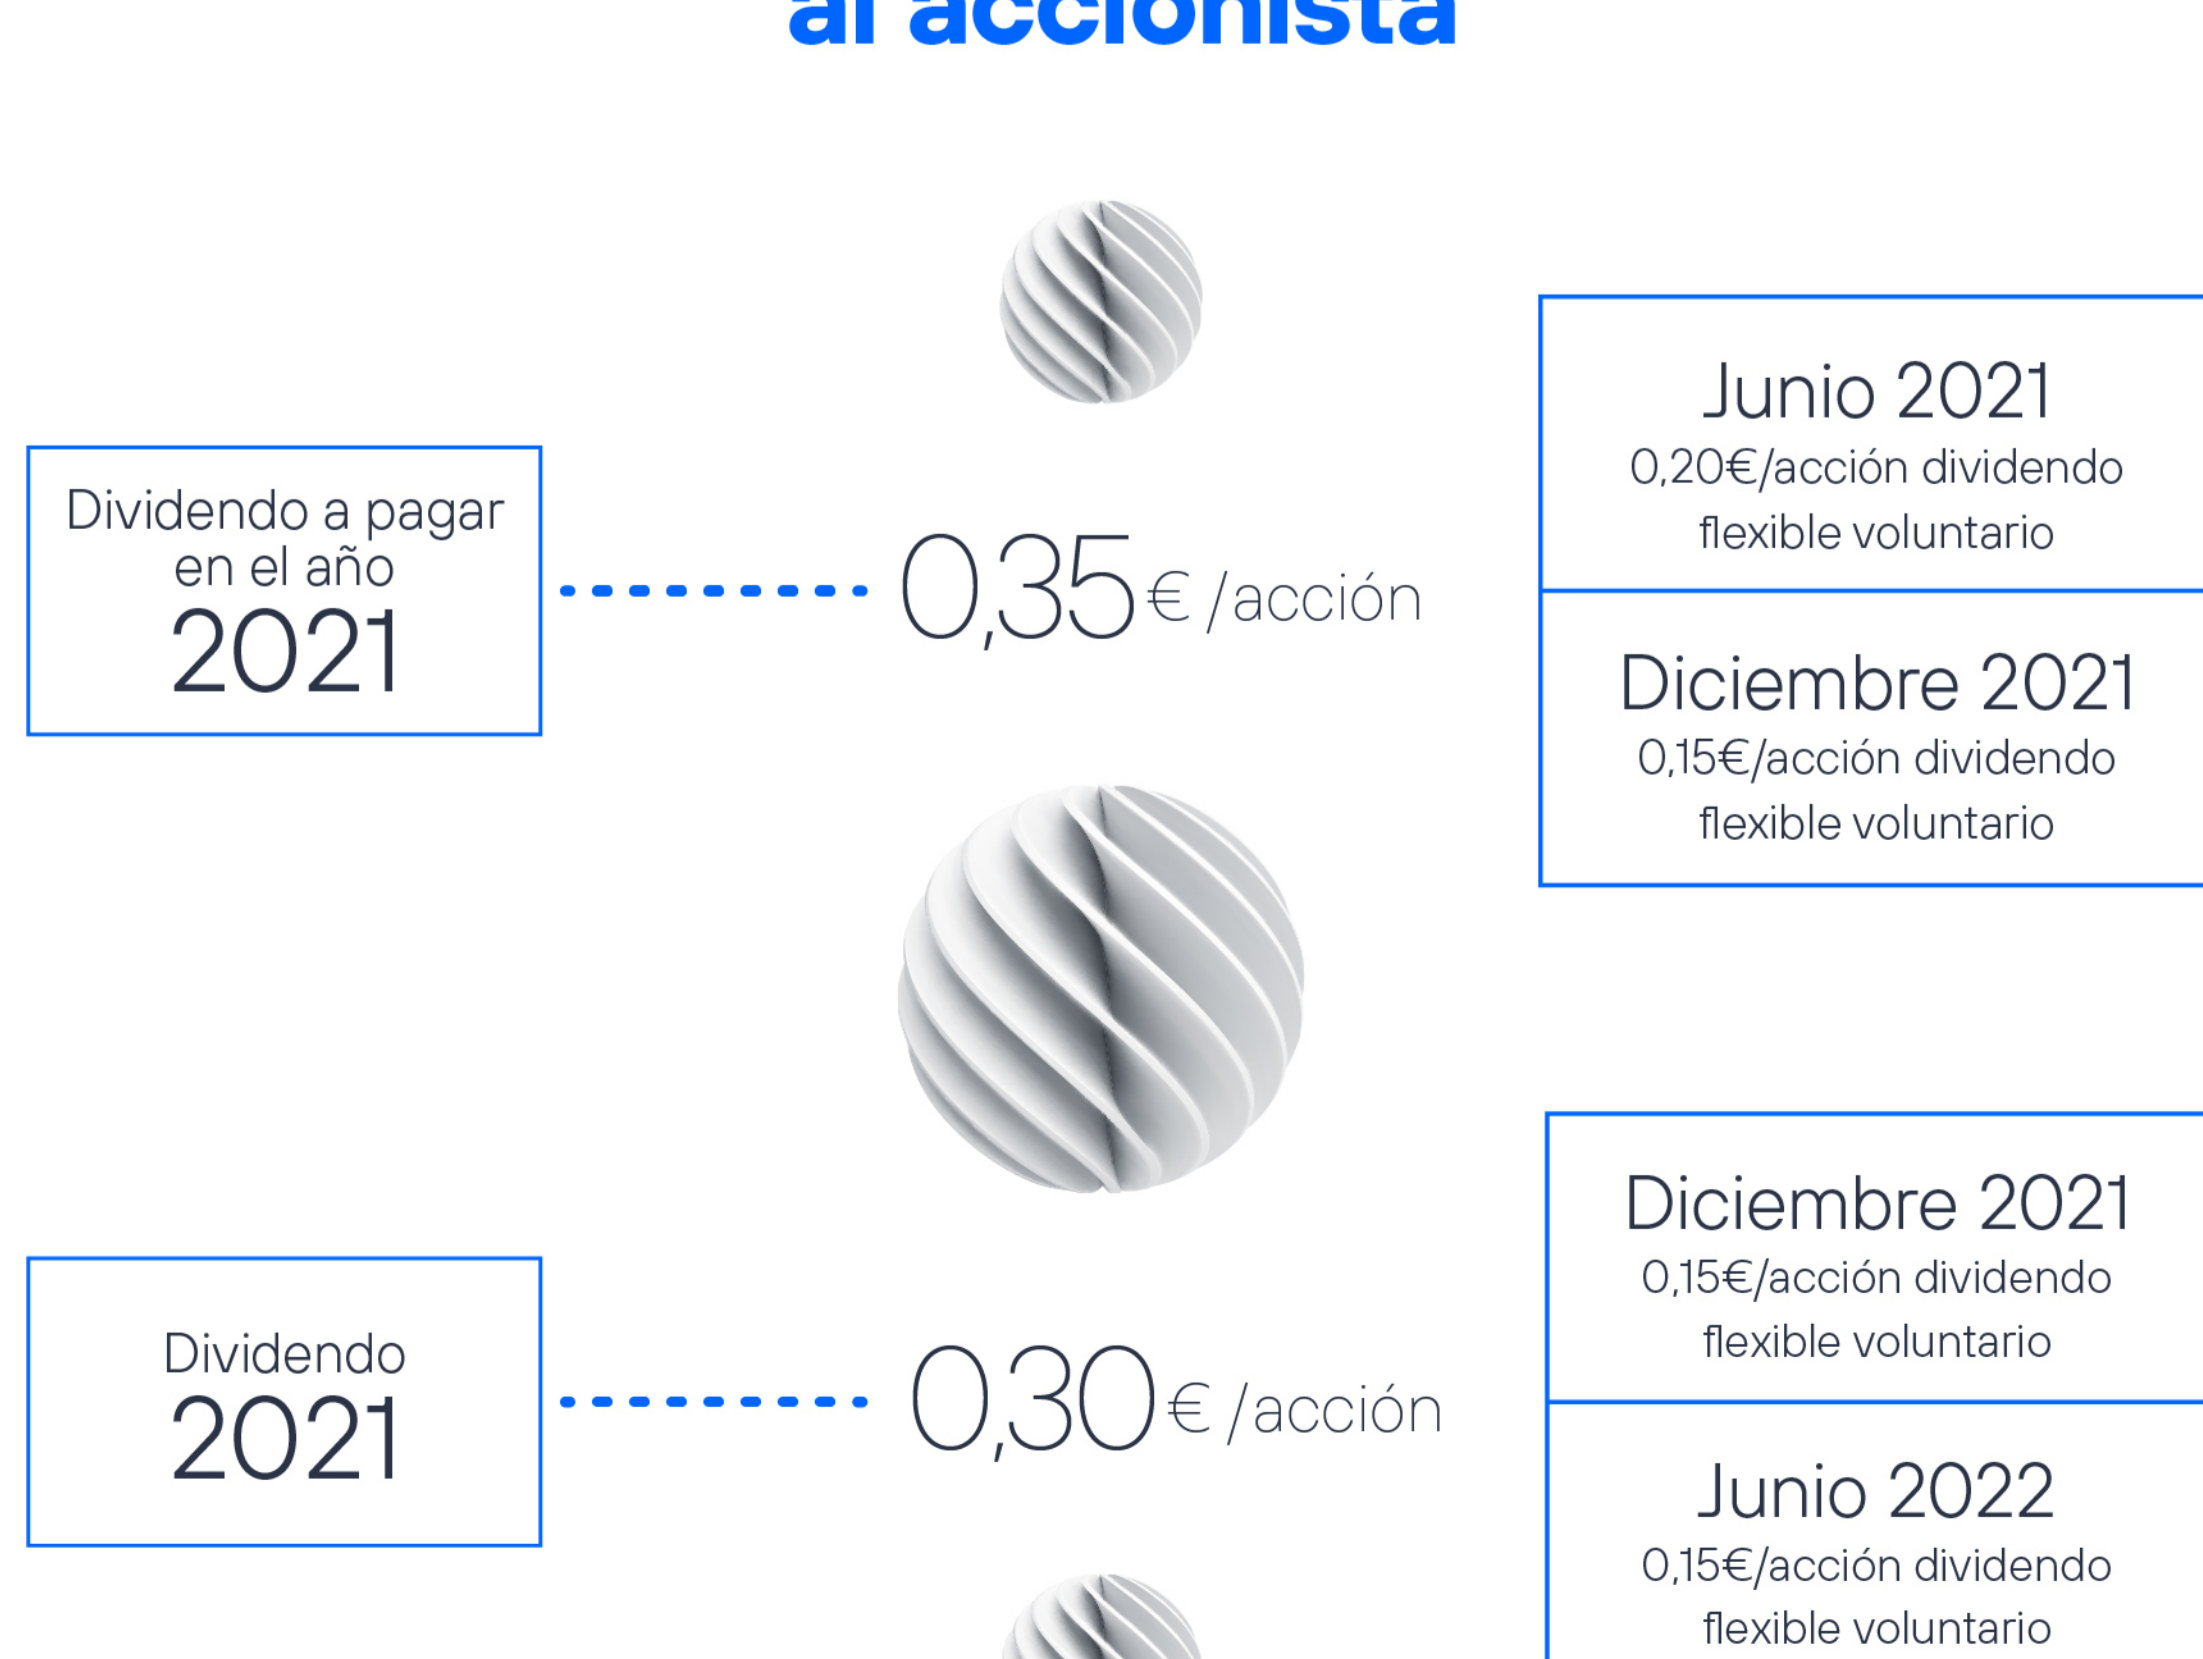 al accionista
Dividendo a pagar
en el año
2021
0,35€/acción
Junio 2021
0,20€/acción dividendo
flexible voluntario
Diciembre 2021
0,15€/acción dividendo
flexible voluntario
Dividendo
2021
0,30€/acción
Diciembre 2021
0,15€/acción dividendo
flexible voluntario
Junio 2022
0,15€/acción dividendo
flexible voluntario